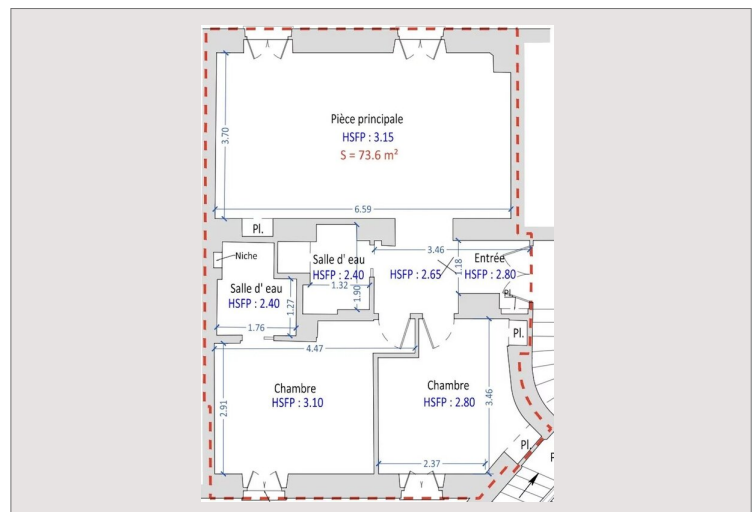 Pièce principale
HSFP : 3.15
S = 73.6 m²
3.70
6.59
Pl.
3.46
Niche
Salle d' eau
HSFP : 2.40
1.32
1.90
HSFP : 2.65
1.18
Entrée
HSFP : 2.80
Pl.
Salle d' eau
HSFP : 2.40
1.27
1.76
4.47
Pl.
Chambre
HSFP : 3.10
2.91
Chambre
HSFP : 2.80
3.46
2.37
Pl.